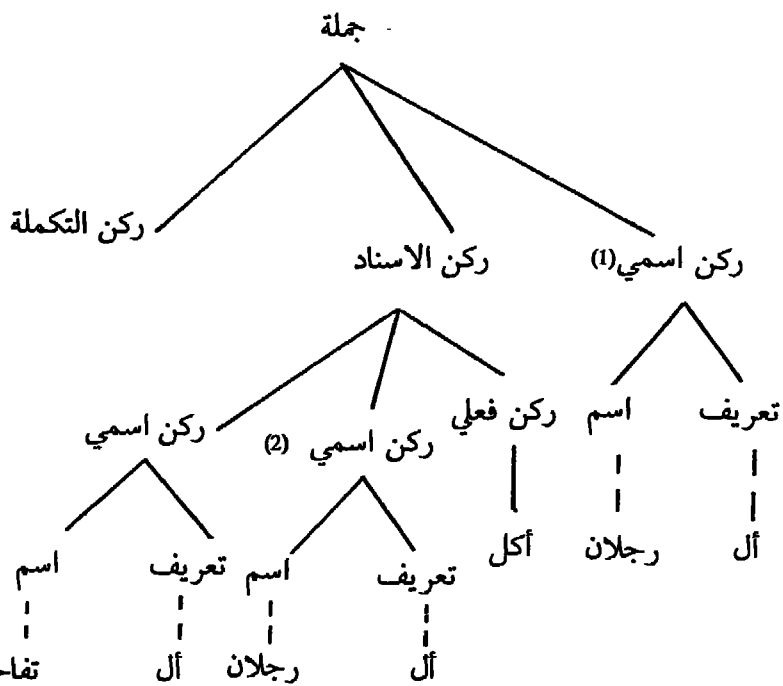 جملة
ركن التكملة
ركن اسمي (1) ركن الاسناد
تعريف اسم ركن فعلي ركن اسمي (2) ركن اسمي
أل رجلان أكل تعريف اسم تعريف اسم
أل رجلان أل